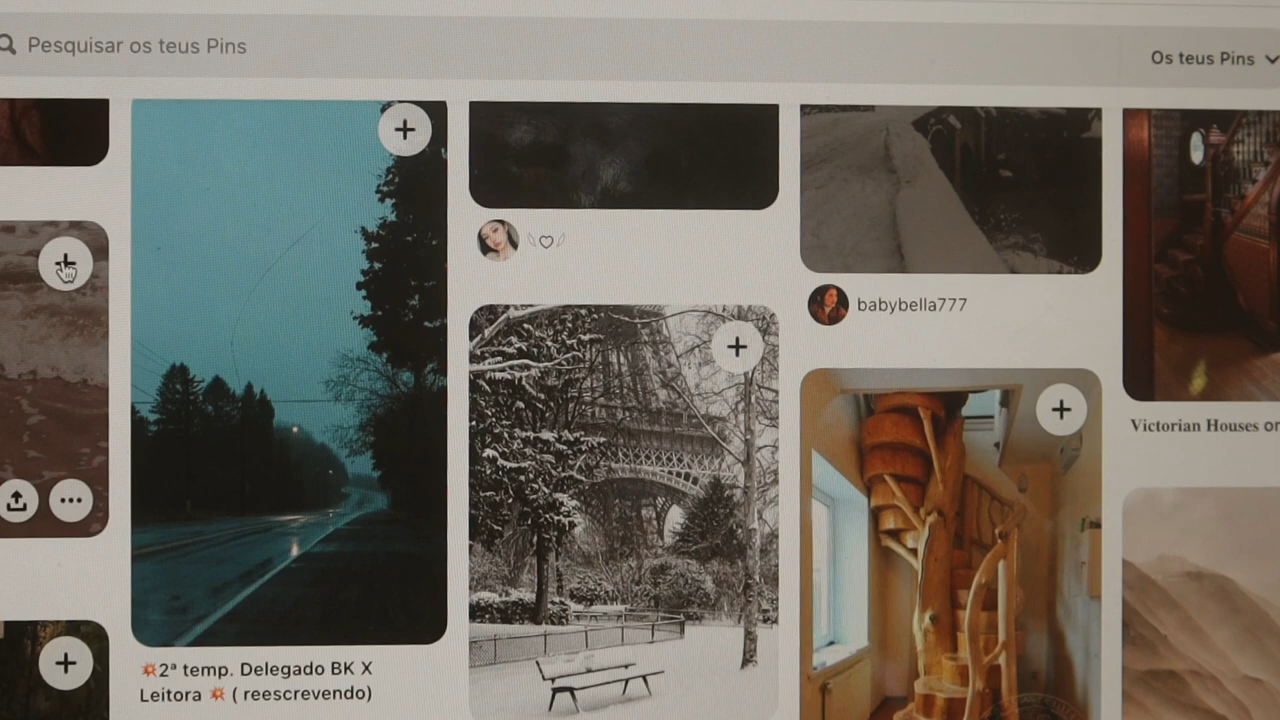 Pesquisar os teus Pins
Os teus Pins
babybella777
Victorian Houses or
💥2ª temp. Delegado BK X
Leitora 💥 ( reescrevendo)